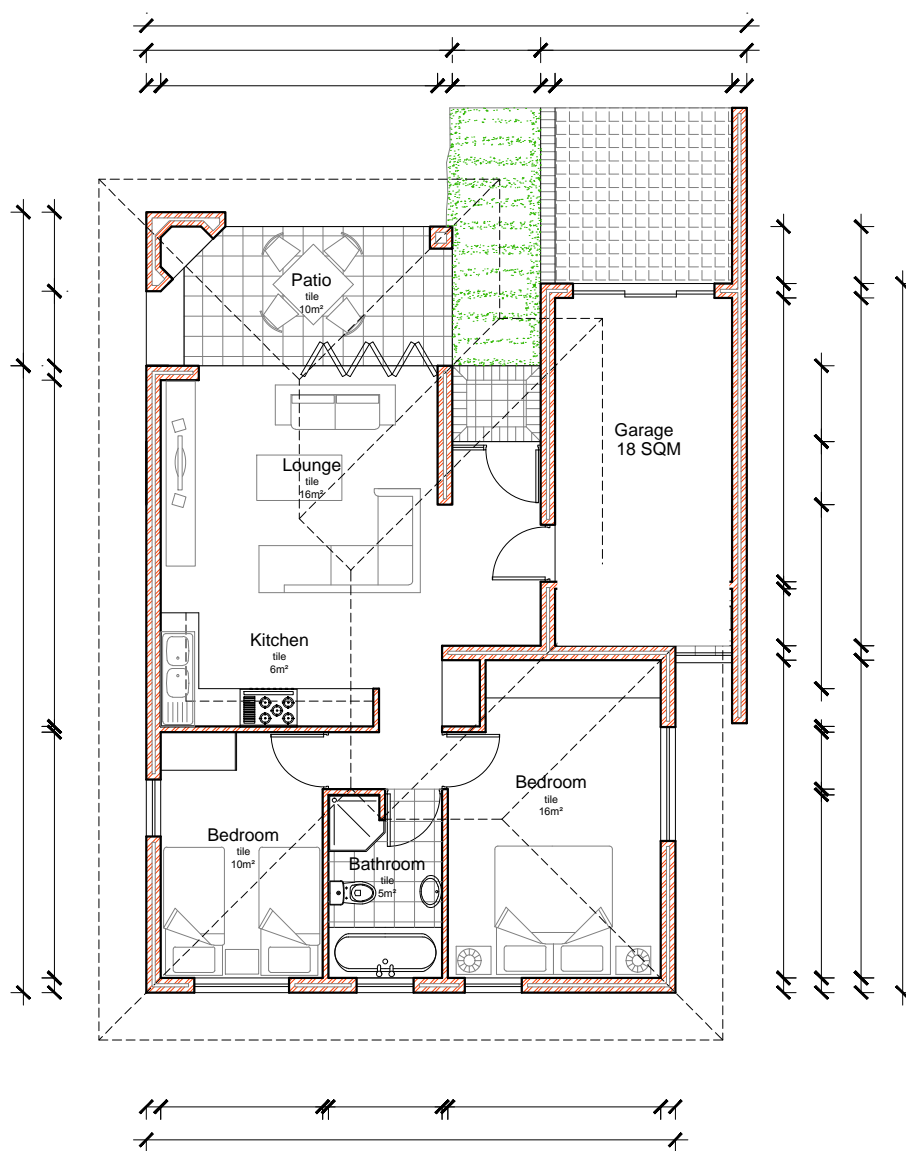 Patio
tile
10m²
Garage
18 SQM
Lounge
tile
16m²
Kitchen
tile
6m²
Bedroom
tile
16m²
Bedroom
tile
10m²
Bathroom
tile
5m²